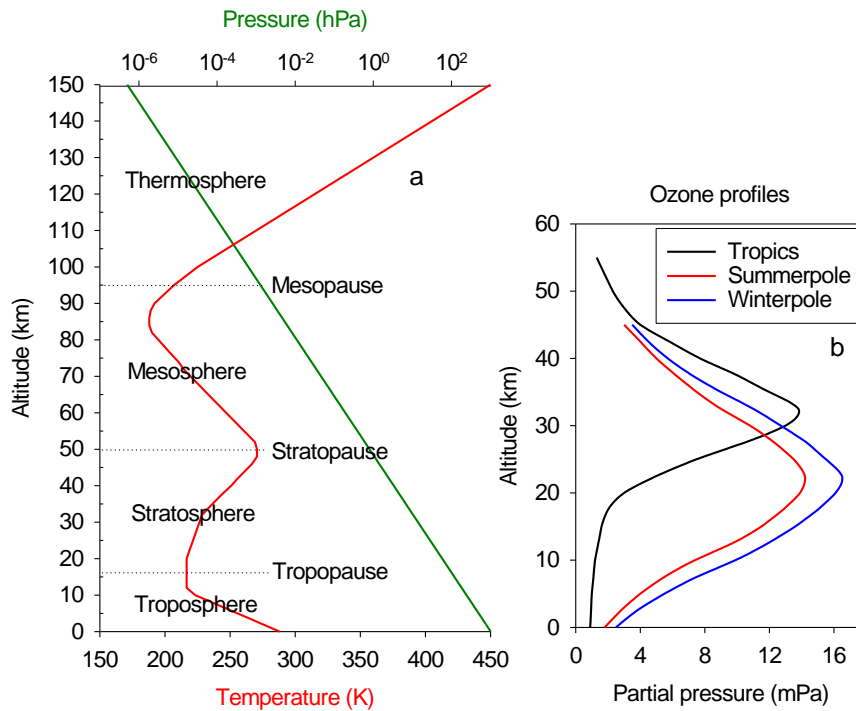 Pressure (hPa)
10⁻⁶ 10⁻⁴ 10⁻² 10⁰ 10²
150
140
130
120
110
100
90
80
70
60
50
40
30
20
10
0
Altitude (km)
a
Thermosphere
Mesopause
Mesosphere
Stratopause
Stratosphere
Tropopause
Troposphere
150 200 250 300 350 400 450
Temperature (K)
Ozone profiles
60
50
40
30
20
10
0
Altitude (km)
Tropics
Summerpole
Winterpole
b
0 4 8 12 16
Partial pressure (mPa)